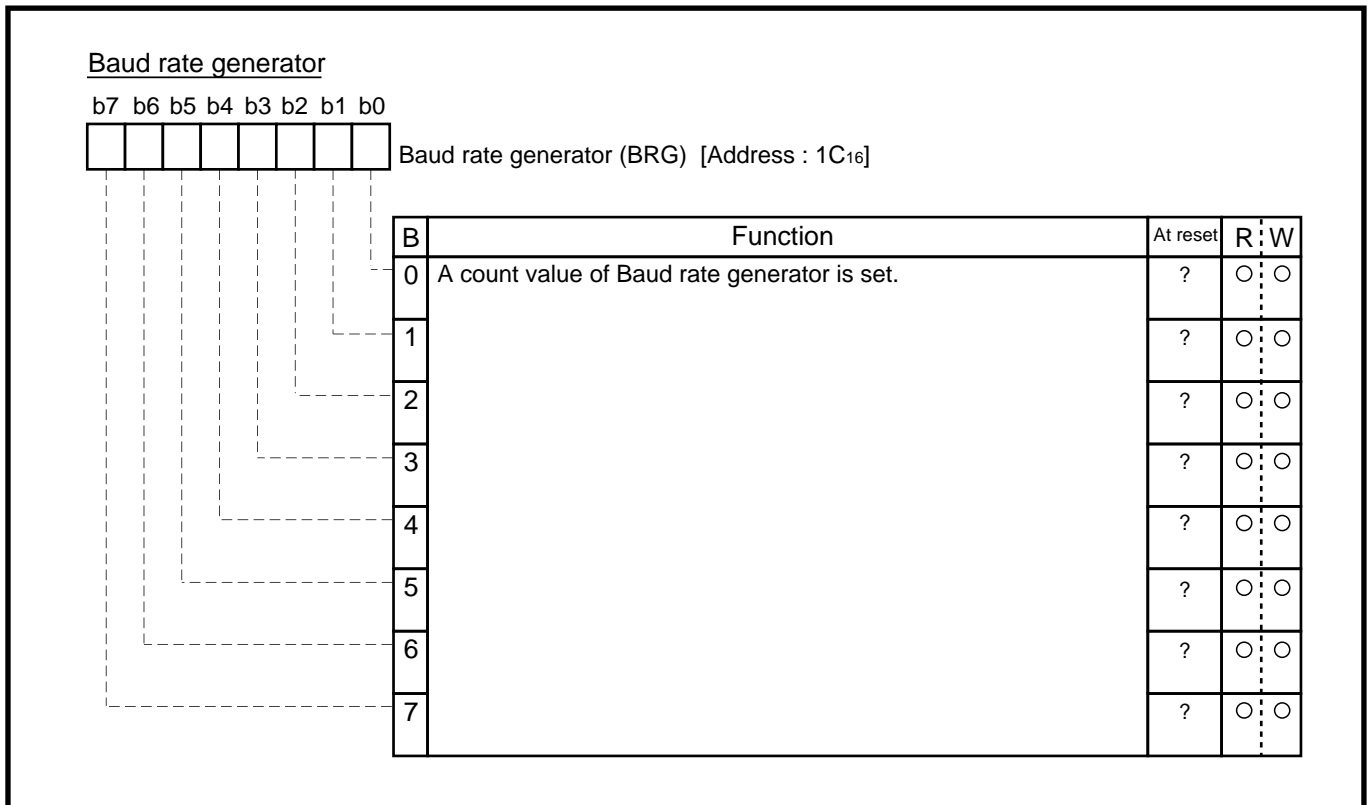 Baud rate generator
b7 b6 b5 b4 b3 b2 b1 b0
Baud rate generator (BRG) [Address : 1C16]
B Function At reset R W
0 A count value of Baud rate generator is set. ? ○ ○
1 ? ○ ○
2 ? ○ ○
3 ? ○ ○
4 ? ○ ○
5 ? ○ ○
6 ? ○ ○
7 ? ○ ○